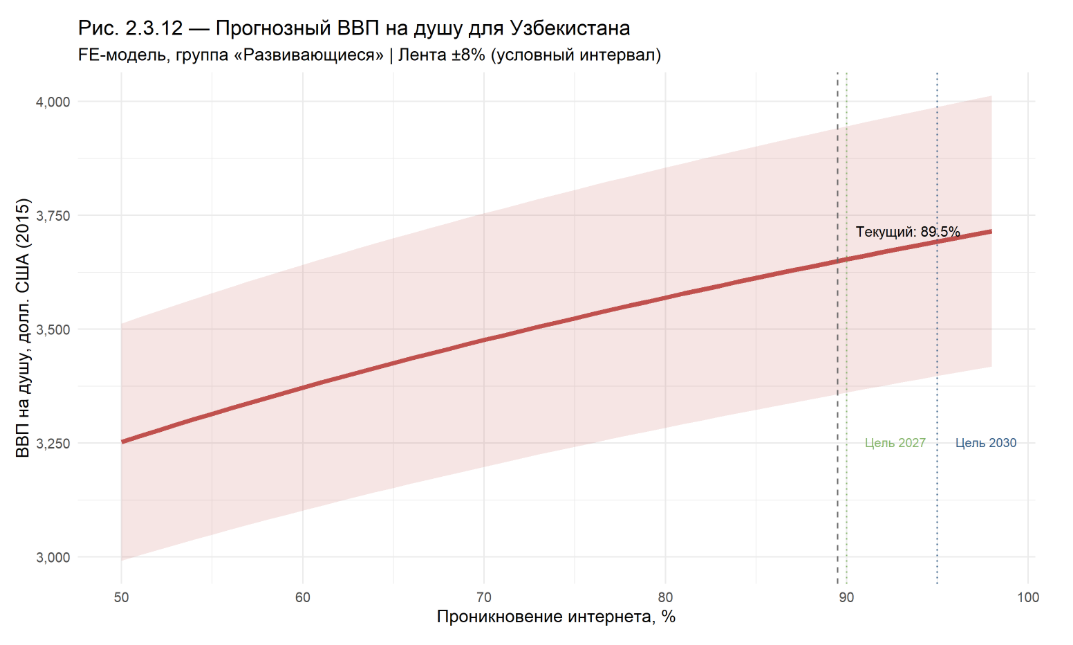 Рис. 2.3.12 — Прогнозный ВВП на душу для Узбекистана
FE-модель, группа «Развивающиеся» | Лента ±8% (условный интервал)
ВВП на душу, долл. США (2015)
4,000
3,750
3,500
3,250
3,000
Текущий: 89.5%
Цель 2027
Цель 2030
50
60
70
80
90
100
Проникновение интернета, %